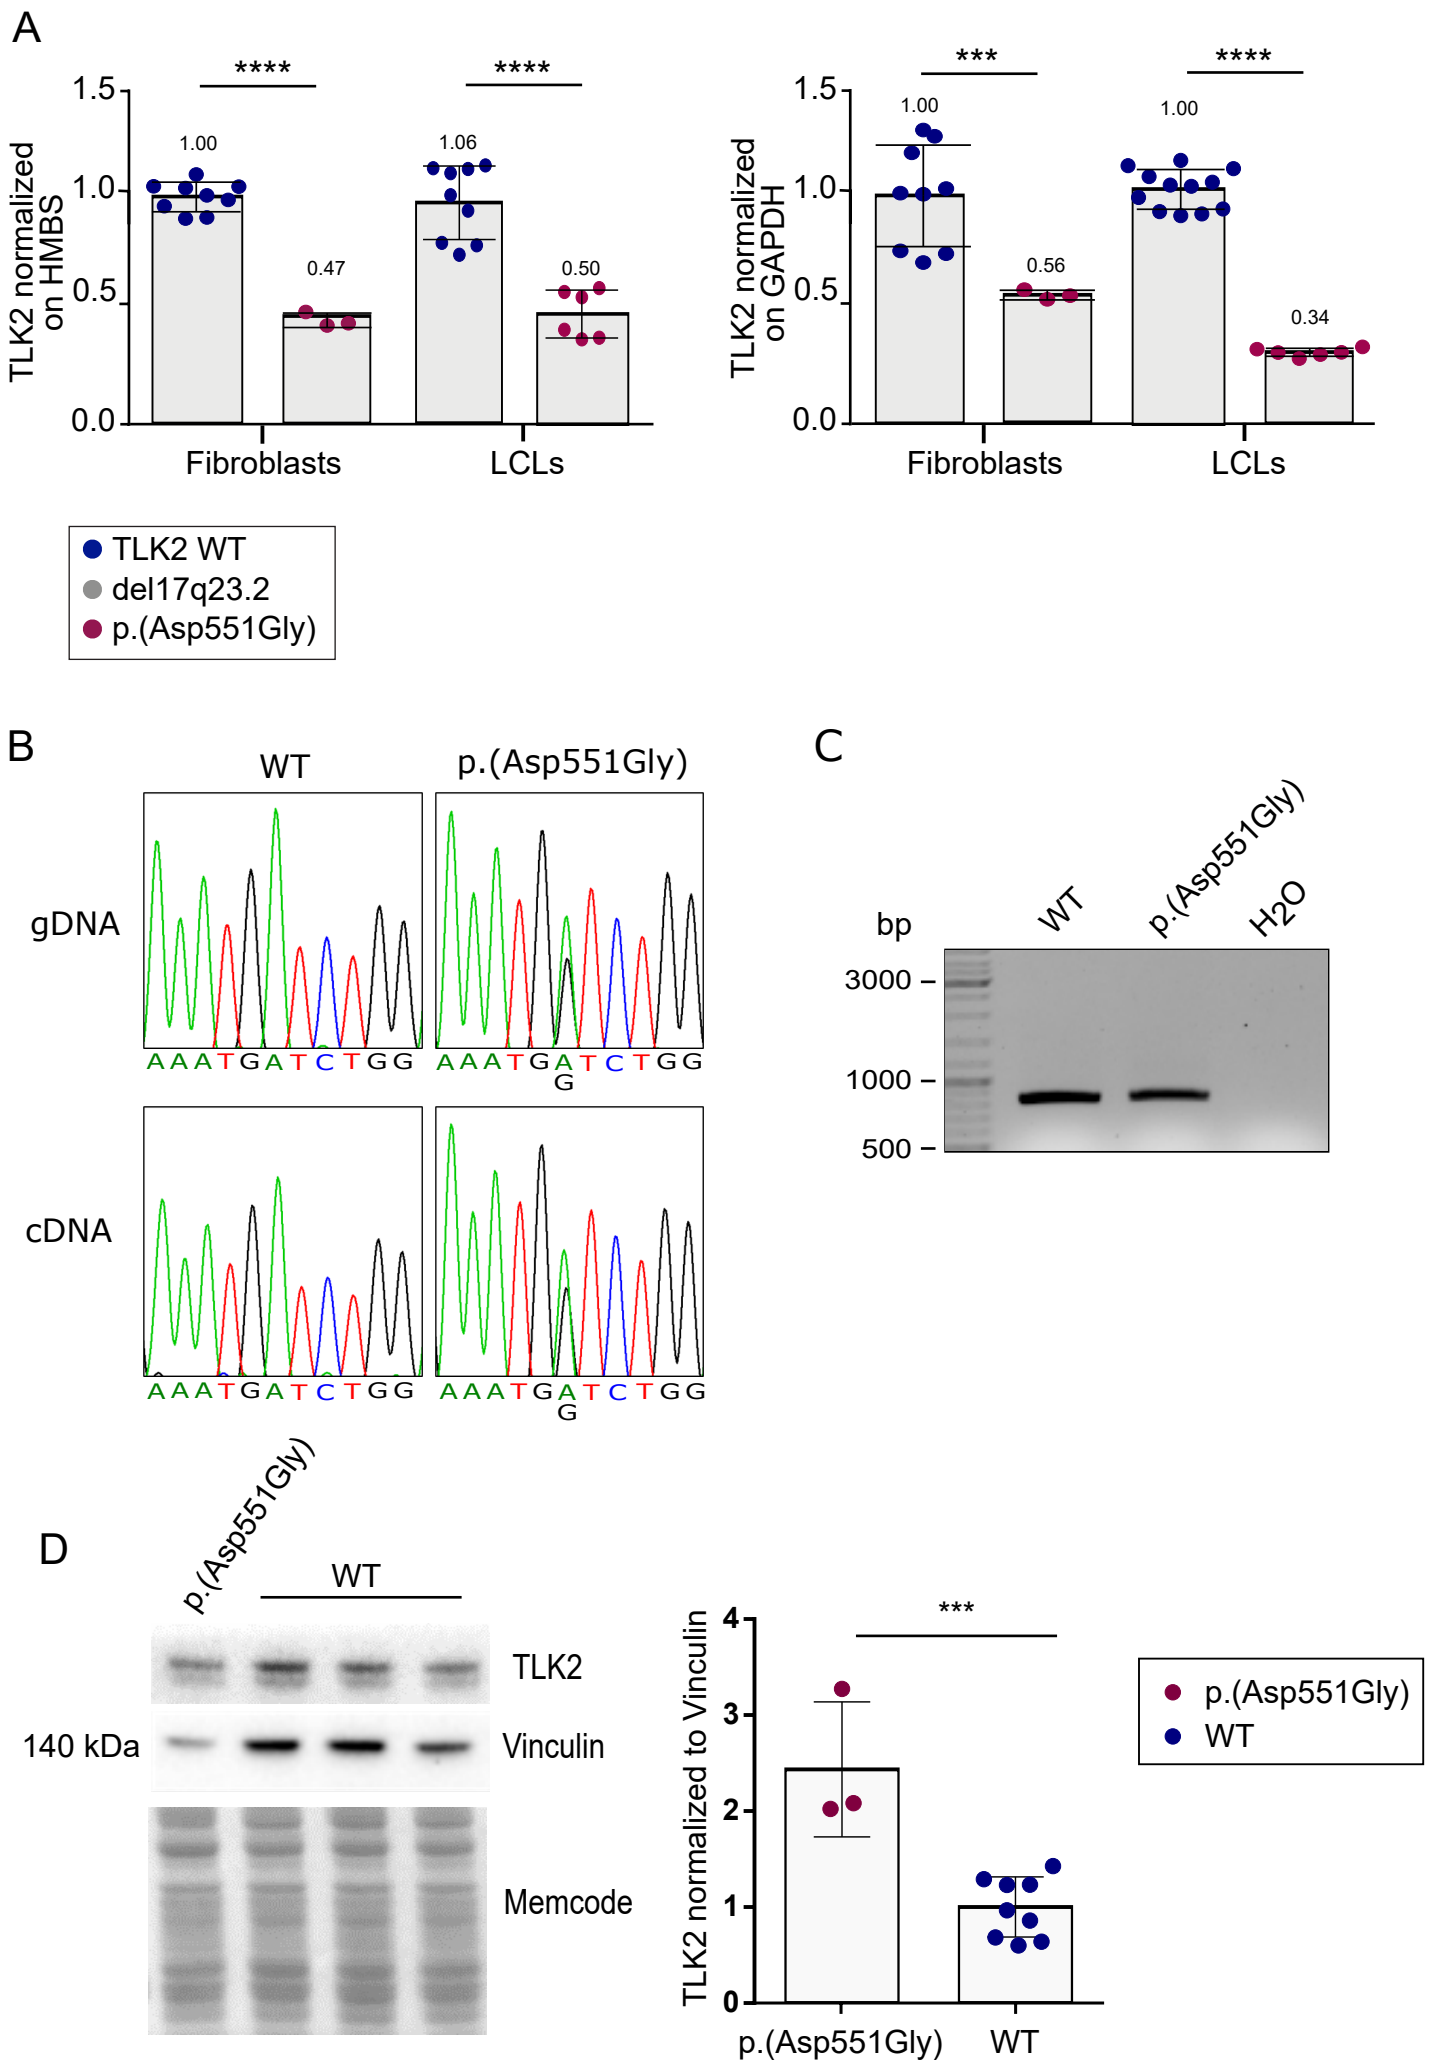 A
TLK2 normalized
on HMBS
1.5
1.0
0.5
0.0
****
****
1.00
0.47
1.06
0.50
Fibroblasts
LCLs
TLK2 normalized
on GAPDH
1.5
1.0
0.5
0.0
***
****
1.00
0.56
1.00
0.34
Fibroblasts
LCLs
TLK2 WT
del17q23.2
p.(Asp551Gly)
B
WT
p.(Asp551Gly)
gDNA
AAATGATCTGG
AAATGATCTGG
G
cDNA
AAATGATCTGG
AAATGATCTGG
G
C
bp
WT
p.(Asp551Gly)
H2O
3000
1000
500
D
p.(Asp551Gly)
WT
TLK2
140 kDa
Vinculin
Memcode
TLK2 normalized to Vinculin
4
3
2
1
0
***
p.(Asp551Gly)
WT
p.(Asp551Gly)
WT